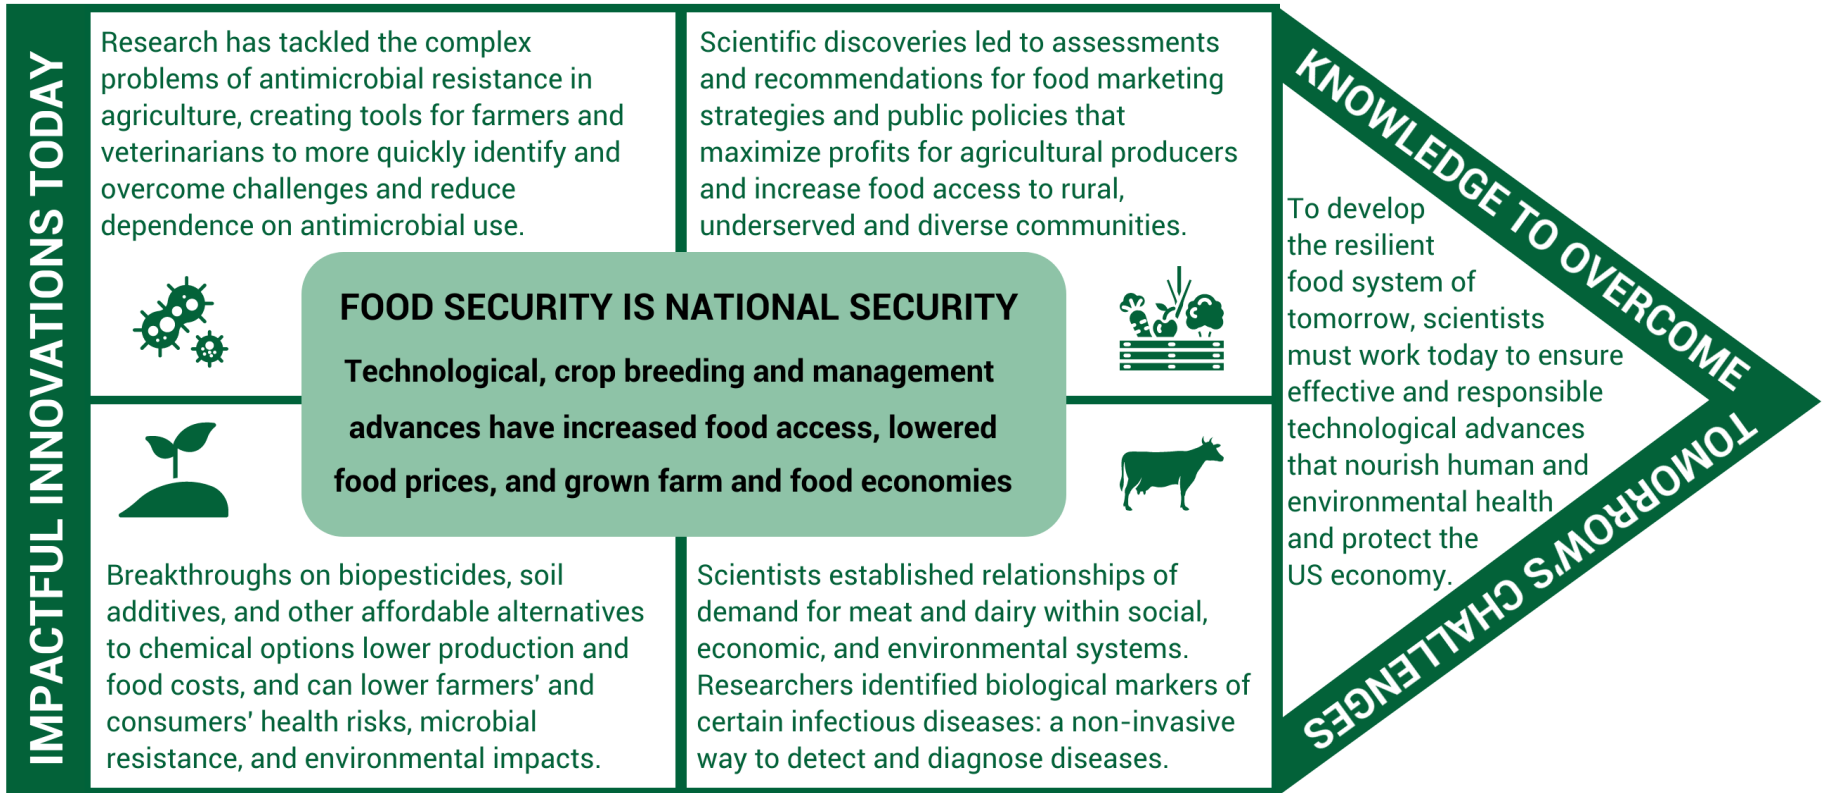 IMPACTFUL INNOVATIONS TODAY
Research has tackled the complex
problems of antimicrobial resistance in
agriculture, creating tools for farmers and
veterinarians to more quickly identify and
overcome challenges and reduce
dependence on antimicrobial use.
Scientific discoveries led to assessments
and recommendations for food marketing
strategies and public policies that
maximize profits for agricultural producers
and increase food access to rural,
underserved and diverse communities.
FOOD SECURITY IS NATIONAL SECURITY
Technological, crop breeding and management
advances have increased food access, lowered
food prices, and grown farm and food economies
Breakthroughs on biopesticides, soil
additives, and other affordable alternatives
to chemical options lower production and
food costs, and can lower farmers' and
consumers' health risks, microbial
resistance, and environmental impacts.
Scientists established relationships of
demand for meat and dairy within social,
economic, and environmental systems.
Researchers identified biological markers of
certain infectious diseases: a non-invasive
way to detect and diagnose diseases.
KNOWLEDGE TO OVERCOME
TOMORROW'S CHALLENGES
To develop
the resilient
food system of
tomorrow, scientists
must work today to ensure
effective and responsible
technological advances
that nourish human and
environmental health
and protect the
US economy.